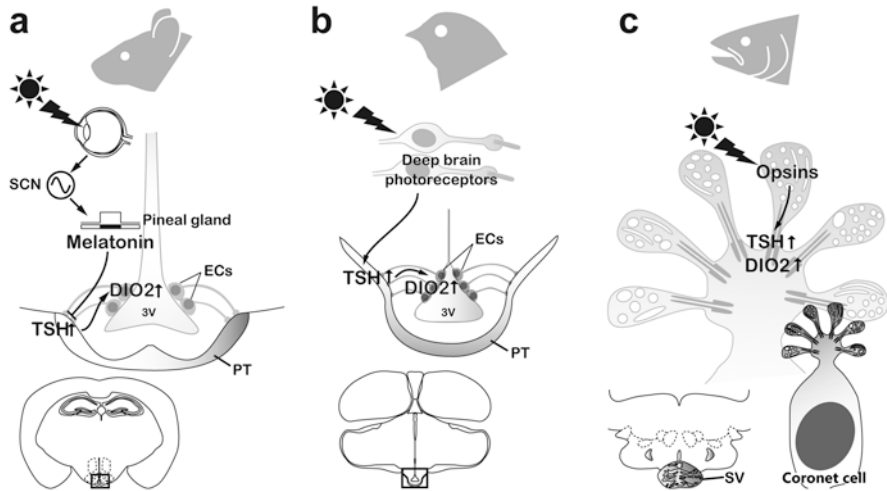 a
SCN
Pineal gland
Melatonin
ECs
DIO2↑
3V
TSH↑
PT
b
Deep brain
photoreceptors
ECs
TSH↑
DIO2↑
3V
PT
c
Opsins
TSH↑
DIO2↑
SV
Coronet cell